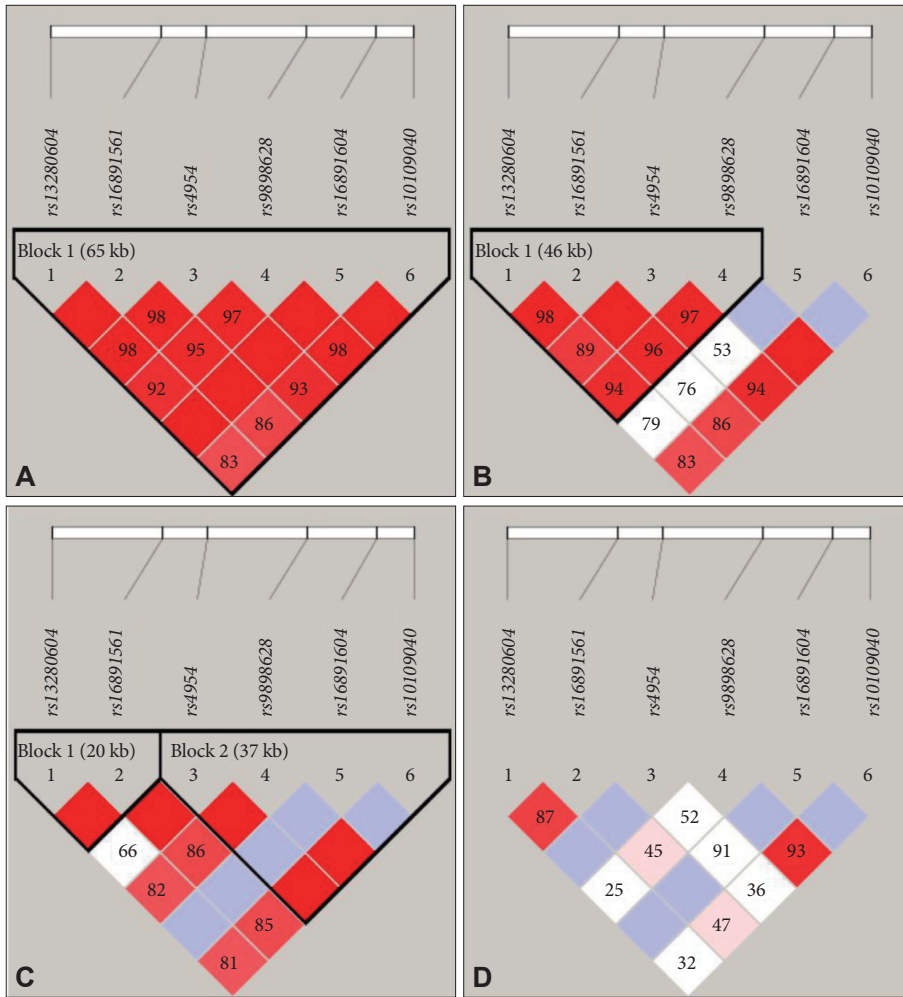 rs13280604
rs16891561
rs4954
rs9898628
rs16891604
rs10109040
Block 1 (65 kb)
1 2 3 4 5 6
98 97
98 95 98
92 93
86
83
A
rs13280604
rs16891561
rs4954
rs9898628
rs16891604
rs10109040
Block 1 (46 kb)
1 2 3 4 5 6
98 97
89 96 53
94 76 94
79 86
83
B
rs13280604
rs16891561
rs4954
rs9898628
rs16891604
rs10109040
Block 1 (20 kb) Block 2 (37 kb)
1 2 3 4 5 6
66 86
82
85
81
C
rs13280604
rs16891561
rs4954
rs9898628
rs16891604
rs10109040
1 2 3 4 5 6
87 52
45 91 93
25 36
47
32
D